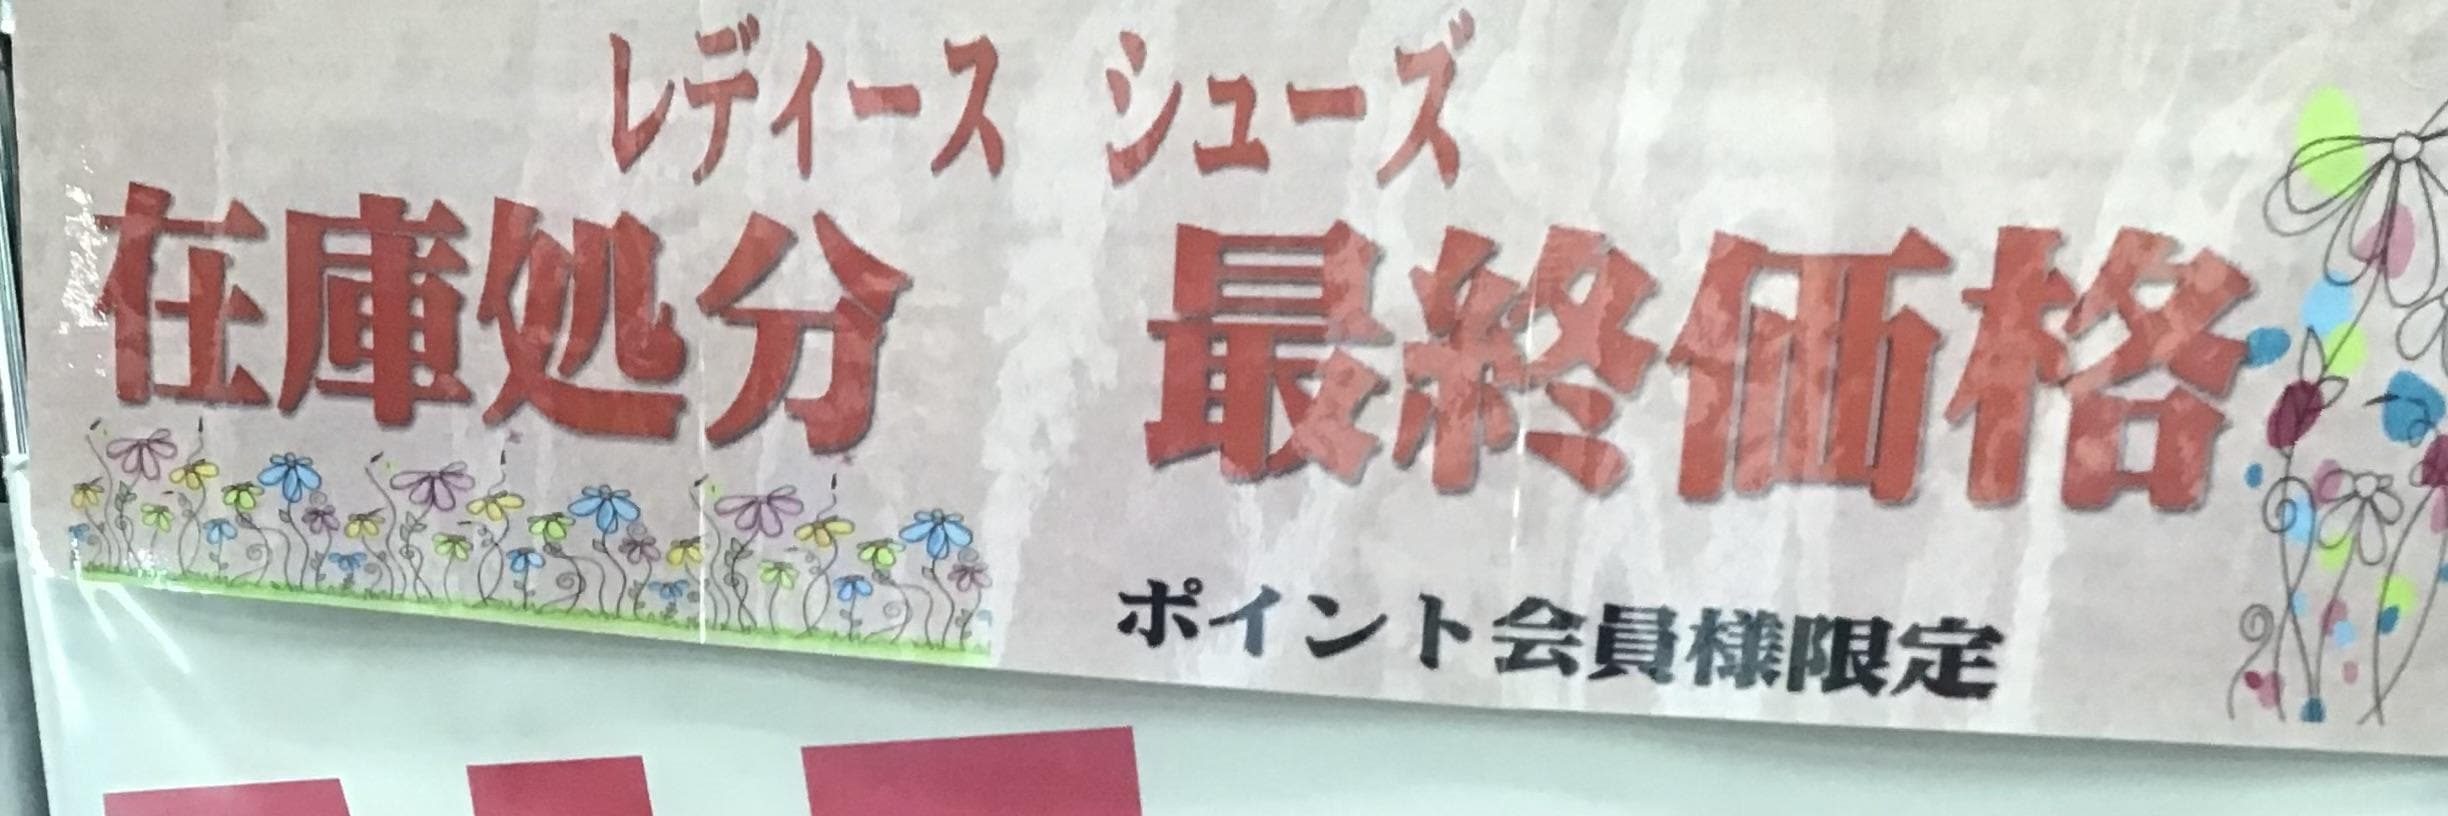 レディース シューズ
在庫処分 最終価格
ポイント会員様限定